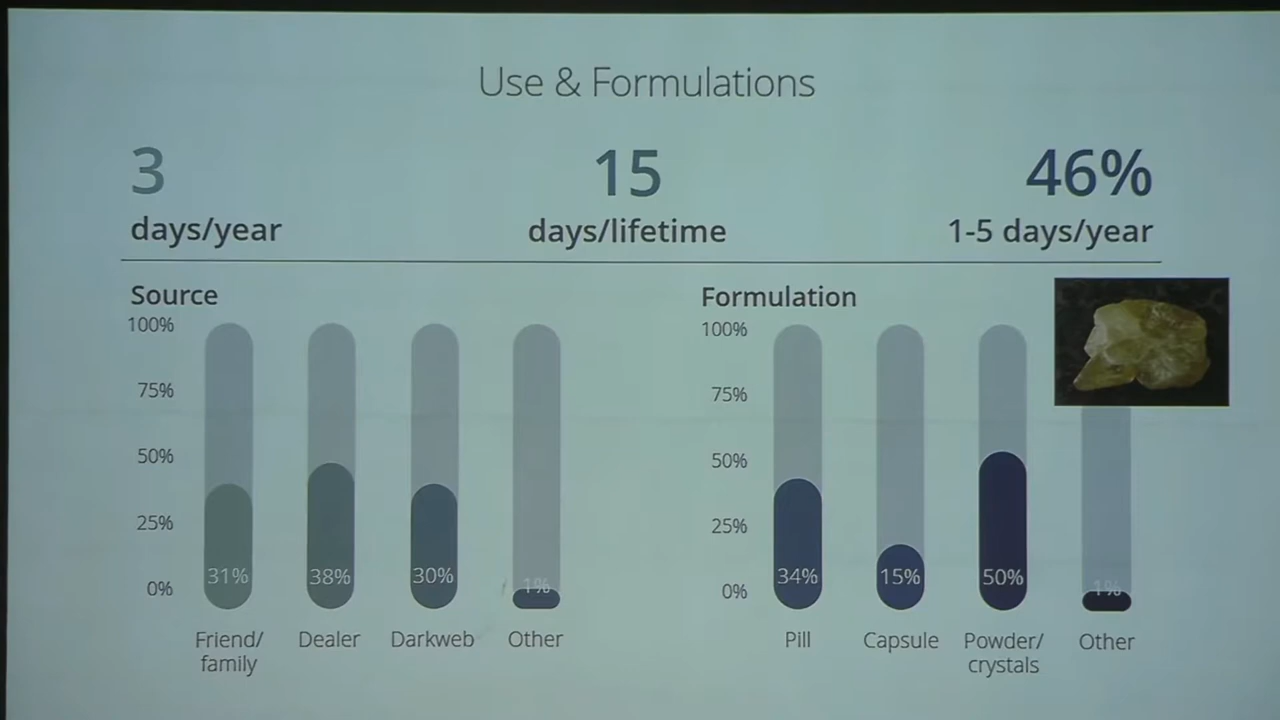 Use & Formulations
3
days/year
15
days/lifetime
46%
1-5 days/year
Source
100%
75%
50%
25%
0%
31%
38%
30%
1%
Friend/
family
Dealer
Darkweb
Other
Formulation
100%
75%
50%
25%
0%
34%
15%
50%
1%
Pill
Capsule
Powder/
crystals
Other